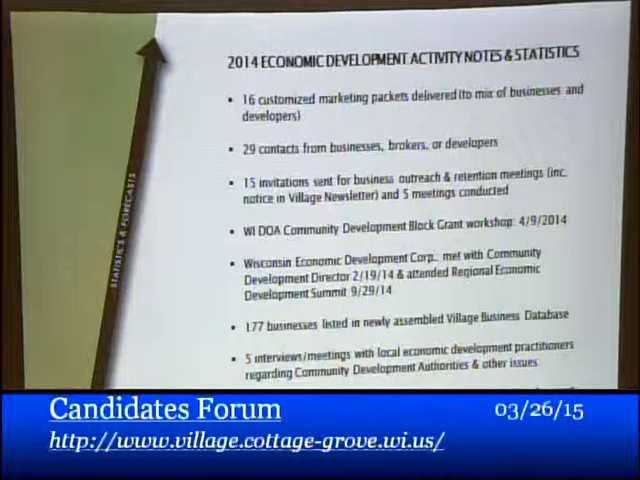 2014 ECONOMIC DEVELOPMENT ACTIVITY NOTES & STATISTICS
• 16 customized marketing packets delivered (to mix of businesses and
developers)
• 29 contacts from businesses, brokers, or developers
• 15 invitations sent for business outreach & retention meetings (inc.
notice in Village Newsletter) and 5 meetings conducted
• WI DOA Community Development Block Grant workshop: 4/9/2014
• Wisconsin Economic Development Corp.. met with Community
Development Director 2/19/14 & attended Regional Economic
Development Summit 9/29/14
• 177 businesses listed in newly assembled Village Business Database
• 5 interviews/meetings with local economic development practitioners
regarding Community Development Authorities & other issues
STATISTICS & FORECASTS
Candidates Forum
03/26/15
http://www.village.cottage-grove.wi.us/